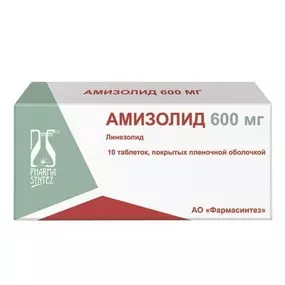 АМИЗОЛИД 600 МГ
АМИЗОЛИД 600 мг
Линезолид
10 таблеток, покрытых пленочной оболочкой
PHARMA
SYNTEZ
АО «Фармасинтез»